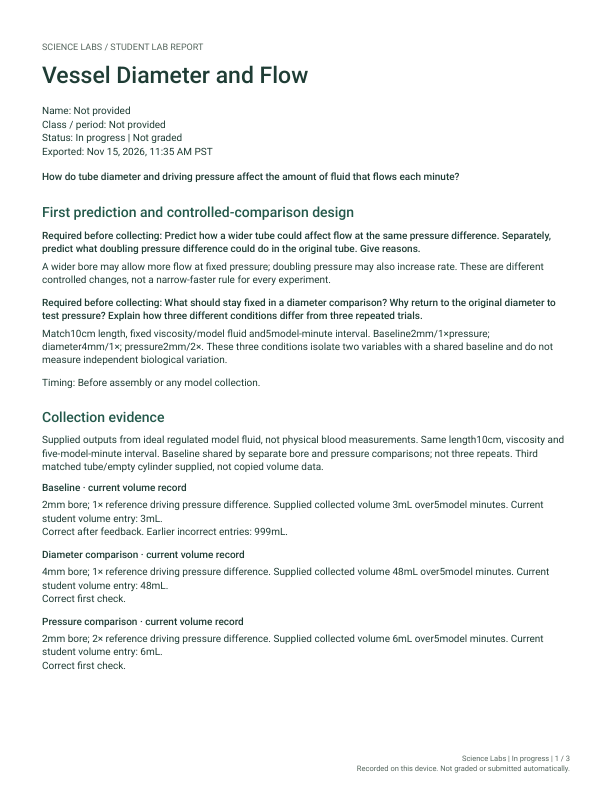 SCIENCE LABS / STUDENT LAB REPORT
Vessel Diameter and Flow
Name: Not provided
Class / period: Not provided
Status: In progress | Not graded
Exported: Nov 15, 2026, 11:35 AM PST
How do tube diameter and driving pressure affect the amount of fluid that flows each minute?
First prediction and controlled-comparison design
Required before collecting: Predict how a wider tube could affect flow at the same pressure difference. Separately,
predict what doubling pressure difference could do in the original tube. Give reasons.
A wider bore may allow more flow at fixed pressure; doubling pressure may also increase rate. These are different
controlled changes, not a narrow-faster rule for every experiment.
Required before collecting: What should stay fixed in a diameter comparison? Why return to the original diameter to
test pressure? Explain how three different conditions differ from three repeated trials.
Match10cm length, fixed viscosity/model fluid and5model-minute interval. Baseline2mm/1×pressure;
diameter4mm/1×; pressure2mm/2×. These three conditions isolate two variables with a shared baseline and do not
measure independent biological variation.
Timing: Before assembly or any model collection.
Collection evidence
Supplied outputs from ideal regulated model fluid, not physical blood measurements. Same length10cm, viscosity and
five-model-minute interval. Baseline shared by separate bore and pressure comparisons; not three repeats. Third
matched tube/empty cylinder supplied, not copied volume data.
Baseline · current volume record
2mm bore; 1× reference driving pressure difference. Supplied collected volume 3mL over5model minutes. Current
student volume entry: 3mL.
Correct after feedback. Earlier incorrect entries: 999mL.
Diameter comparison · current volume record
4mm bore; 1× reference driving pressure difference. Supplied collected volume 48mL over5model minutes. Current
student volume entry: 48mL.
Correct first check.
Pressure comparison · current volume record
2mm bore; 2× reference driving pressure difference. Supplied collected volume 6mL over5model minutes. Current
student volume entry: 6mL.
Correct first check.
Science Labs | In progress | 1 / 3
Recorded on this device. Not graded or submitted automatically.